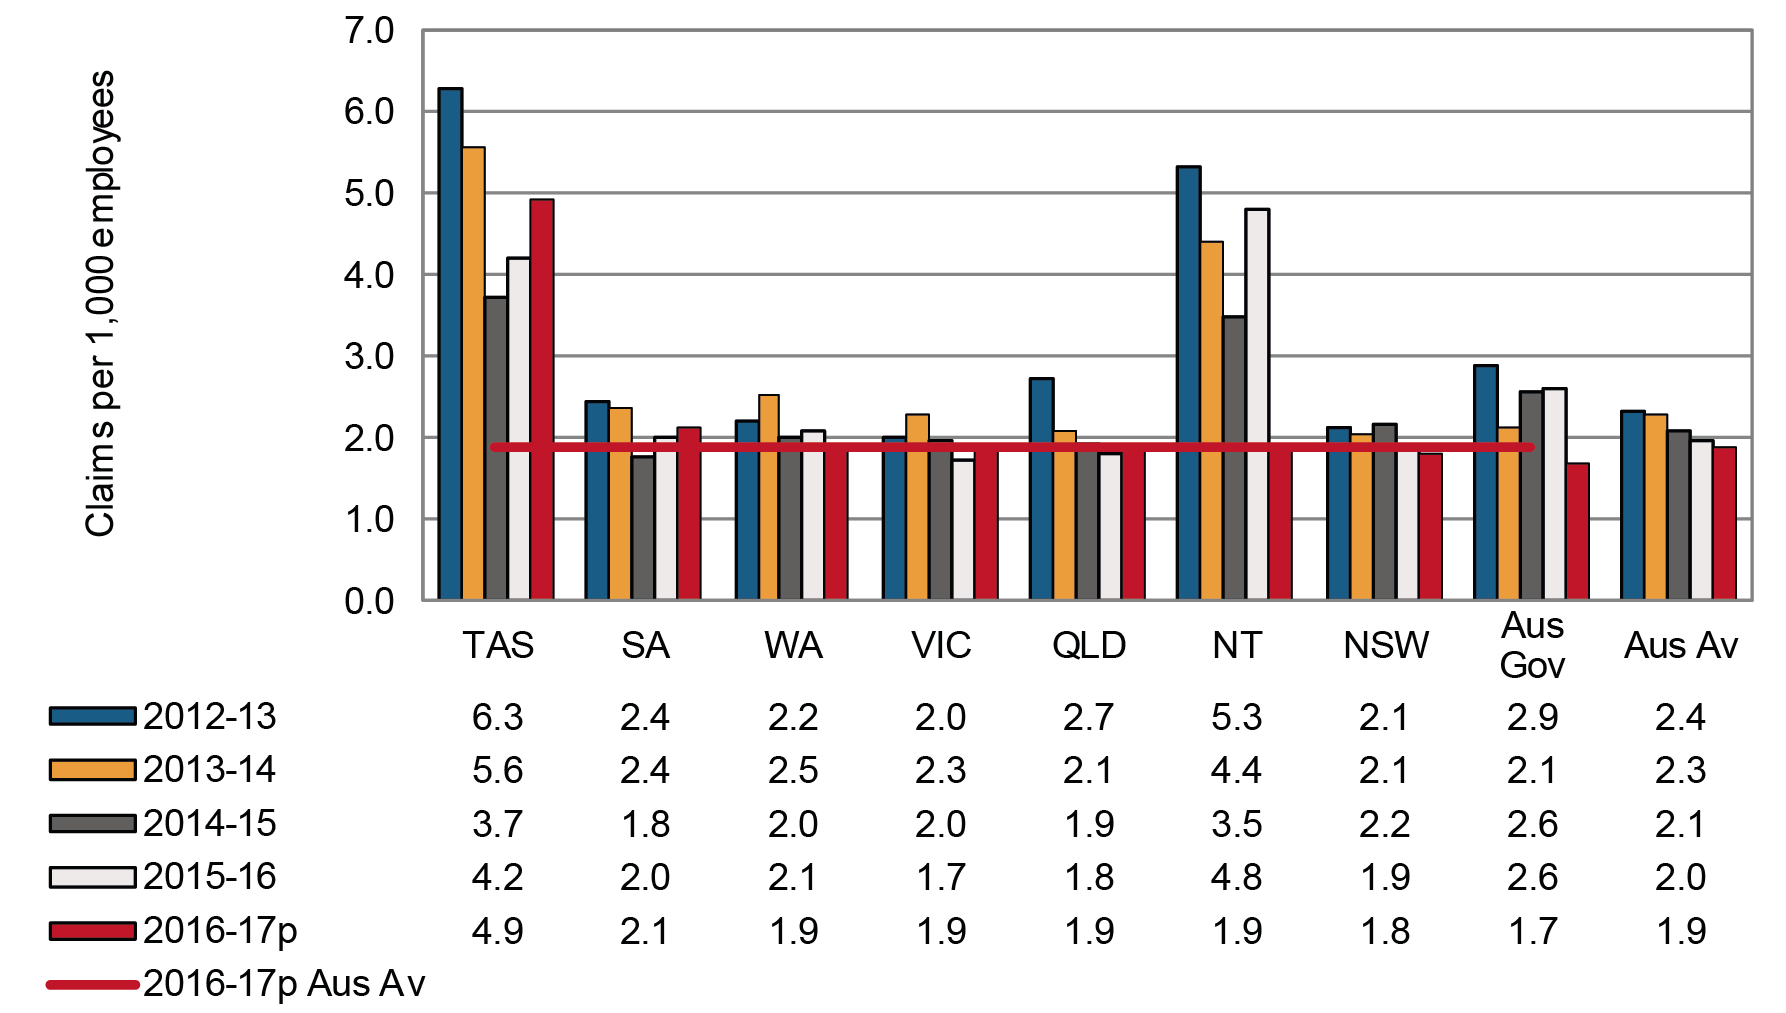 Claims per 1,000 employees
7.0
6.0
5.0
4.0
3.0
2.0
1.0
0.0
TAS SA WA VIC QLD NT NSW Aus Gov Aus Av
2012-13 6.3 2.4 2.2 2.0 2.7 5.3 2.1 2.9 2.4
2013-14 5.6 2.4 2.5 2.3 2.1 4.4 2.1 2.1 2.3
2014-15 3.7 1.8 2.0 2.0 1.9 3.5 2.2 2.6 2.1
2015-16 4.2 2.0 2.1 1.7 1.8 4.8 1.9 2.6 2.0
2016-17p 4.9 2.1 1.9 1.9 1.9 1.9 1.8 1.7 1.9
2016-17p Aus Av